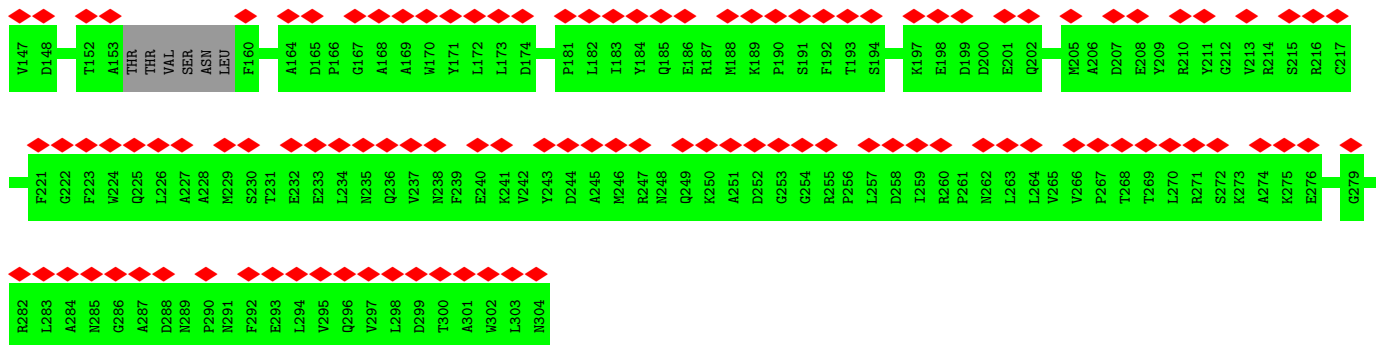 V147 D148 T152 A153 THR THR VAL SER ASN LEU F160 A164 D165 P166 G167 A168 A169 W170 Y171 L172 L173 D174 P181 L182 I183 Y184 Q185 E186 R187 M188 K189 P190 S191 F192 T193 S194 K197 E198 D199 D200 E201 Q202 M205 A206 D207 E208 Y209 R210 Y211 G212 V213 R214 S215 R216 C217
F221 G222 F223 W224 Q225 L226 A227 A228 M229 S230 T231 E232 E233 L234 N235 Q236 V237 N238 F239 E240 K241 V242 Y243 D244 A245 M246 R247 N248 Q249 K250 A251 D252 G253 G254 R255 P256 L257 D258 I259 R260 P261 N262 L263 L264 V265 V266 P267 T268 T269 L270 R271 S272 K273 A274 K275 E276 G279
R282 L283 A284 N285 G286 A287 D288 N289 P290 N291 F292 E293 L294 V295 Q296 V297 L298 D299 T300 A301 W302 L303 N304